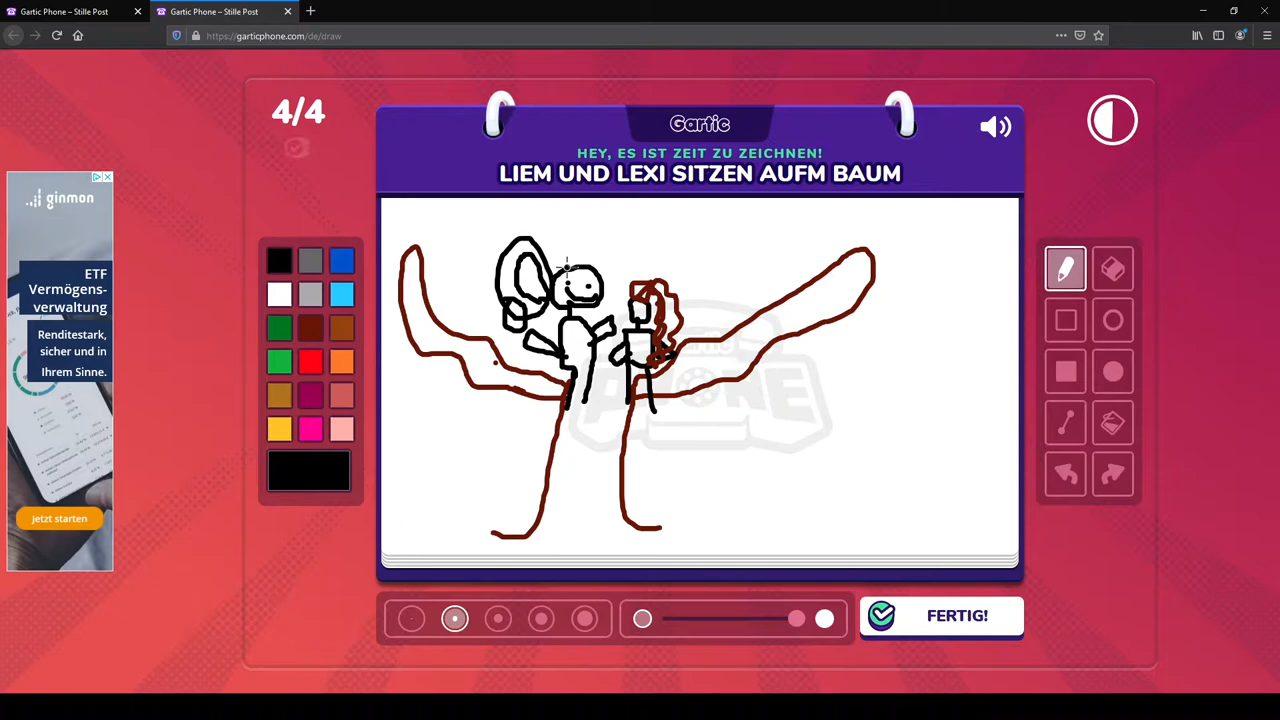 Gartic Phone – Stille Post
Gartic Phone – Stille Post
https://garticphone.com/de/draw
4/4
Gartic
HEY, ES IST ZEIT ZU ZEICHNEN!
LIEM UND LEXI SITZEN AUFM BAUM
ginmon
ETF
Vermögens-
verwaltung
Renditestark,
sicher und in
Ihrem Sinne.
Jetzt starten
Gartic
PHONE
FERTIG!